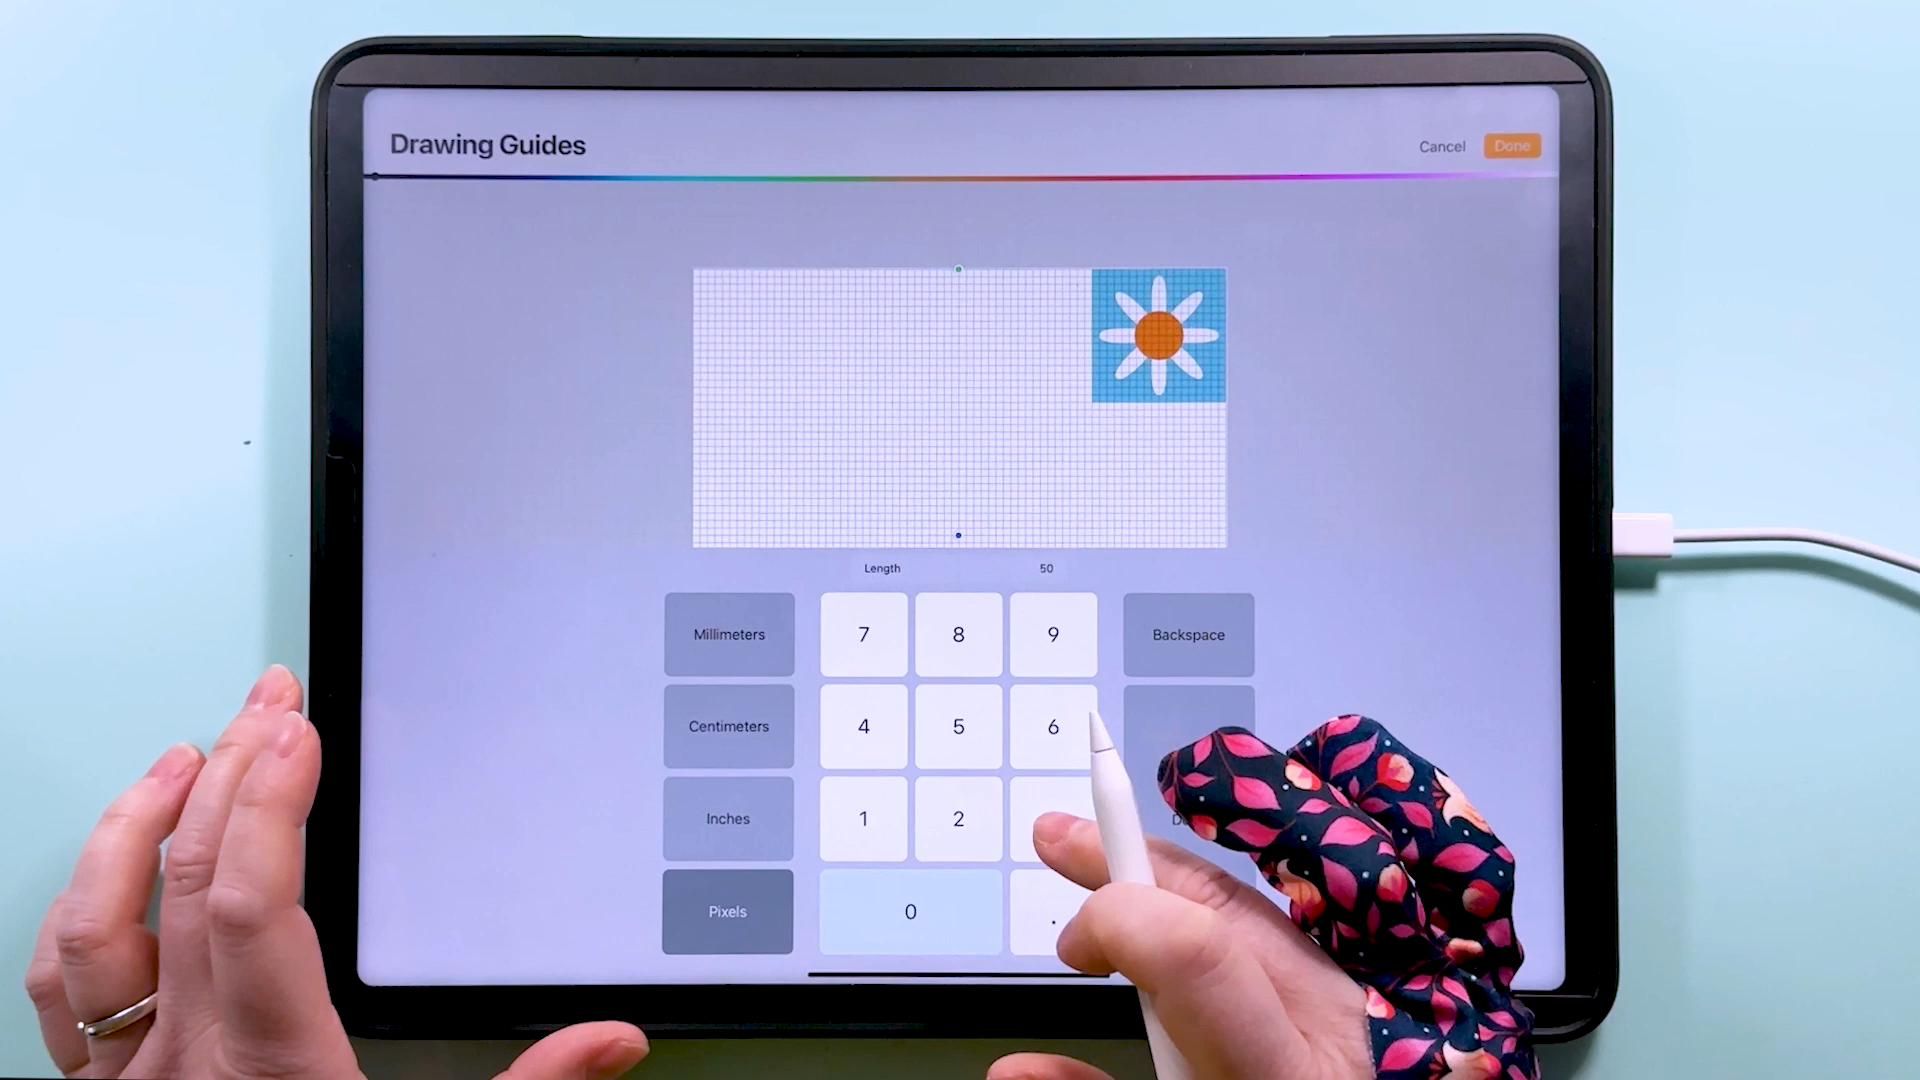 Drawing Guides
Cancel
Done
Length 50
Millimeters 7 8 9 Backspace
Centimeters 4 5 6
Inches 1 2
Pixels 0 .